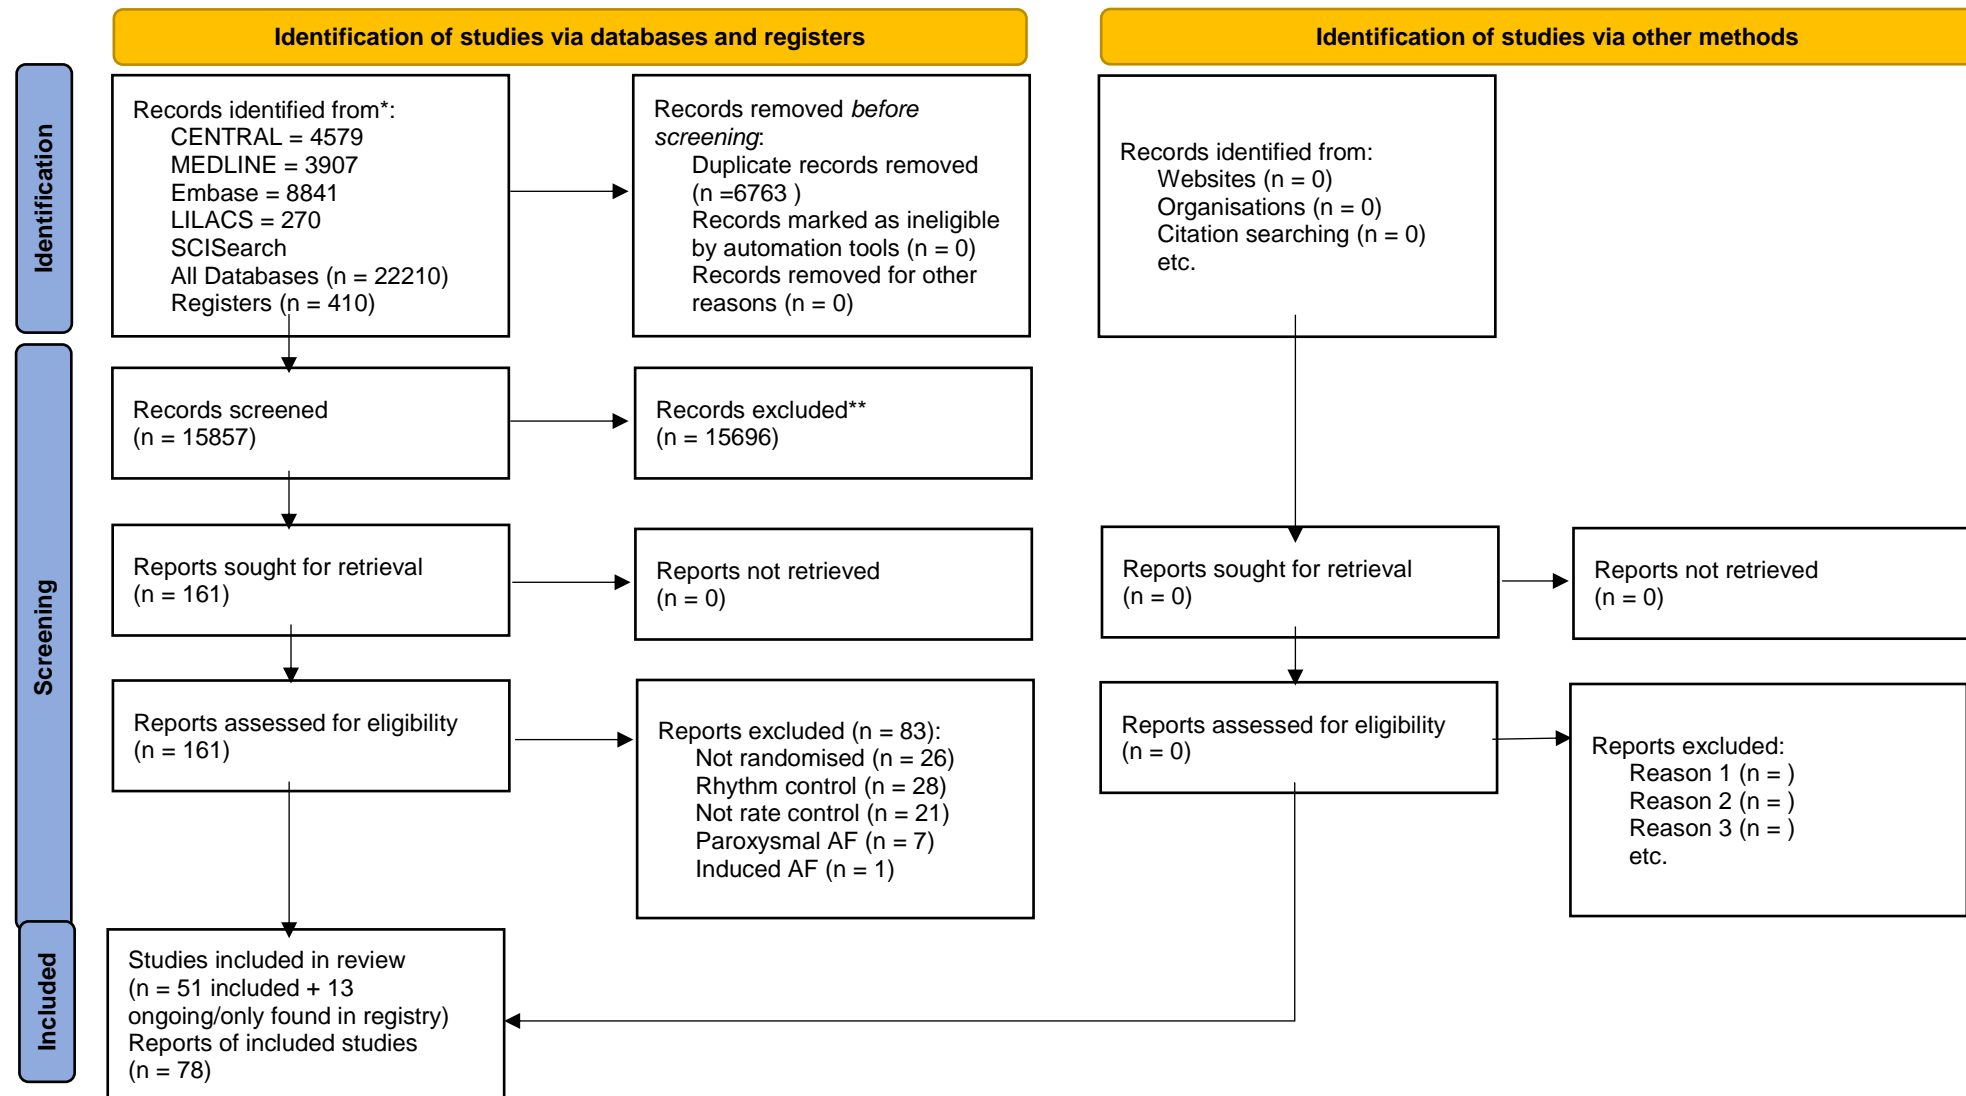 Identification of studies via databases and registers
Identification of studies via other methods
Identification
Records identified from*:
CENTRAL = 4579
MEDLINE = 3907
Embase = 8841
LILACS = 270
SCISearch
All Databases (n = 22210)
Registers (n = 410)
Records removed before
screening:
Duplicate records removed
(n =6763 )
Records marked as ineligible
by automation tools (n = 0)
Records removed for other
reasons (n = 0)
Records identified from:
Websites (n = 0)
Organisations (n = 0)
Citation searching (n = 0)
etc.
Screening
Records screened
(n = 15857)
Records excluded**
(n = 15696)
Reports sought for retrieval
(n = 161)
Reports not retrieved
(n = 0)
Reports sought for retrieval
(n = 0)
Reports not retrieved
(n = 0)
Reports assessed for eligibility
(n = 161)
Reports excluded (n = 83):
Not randomised (n = 26)
Rhythm control (n = 28)
Not rate control (n = 21)
Paroxysmal AF (n = 7)
Induced AF (n = 1)
Reports assessed for eligibility
(n = 0)
Reports excluded:
Reason 1 (n = )
Reason 2 (n = )
Reason 3 (n = )
etc.
Included
Studies included in review
(n = 51 included + 13
ongoing/only found in registry)
Reports of included studies
(n = 78)